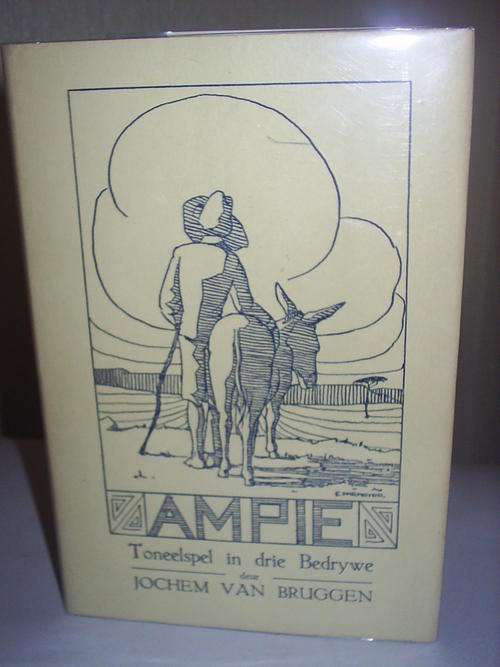 AMPIE
Toneelspel in drie Bedrywe
deur
JOCHEM VAN BRUGGEN